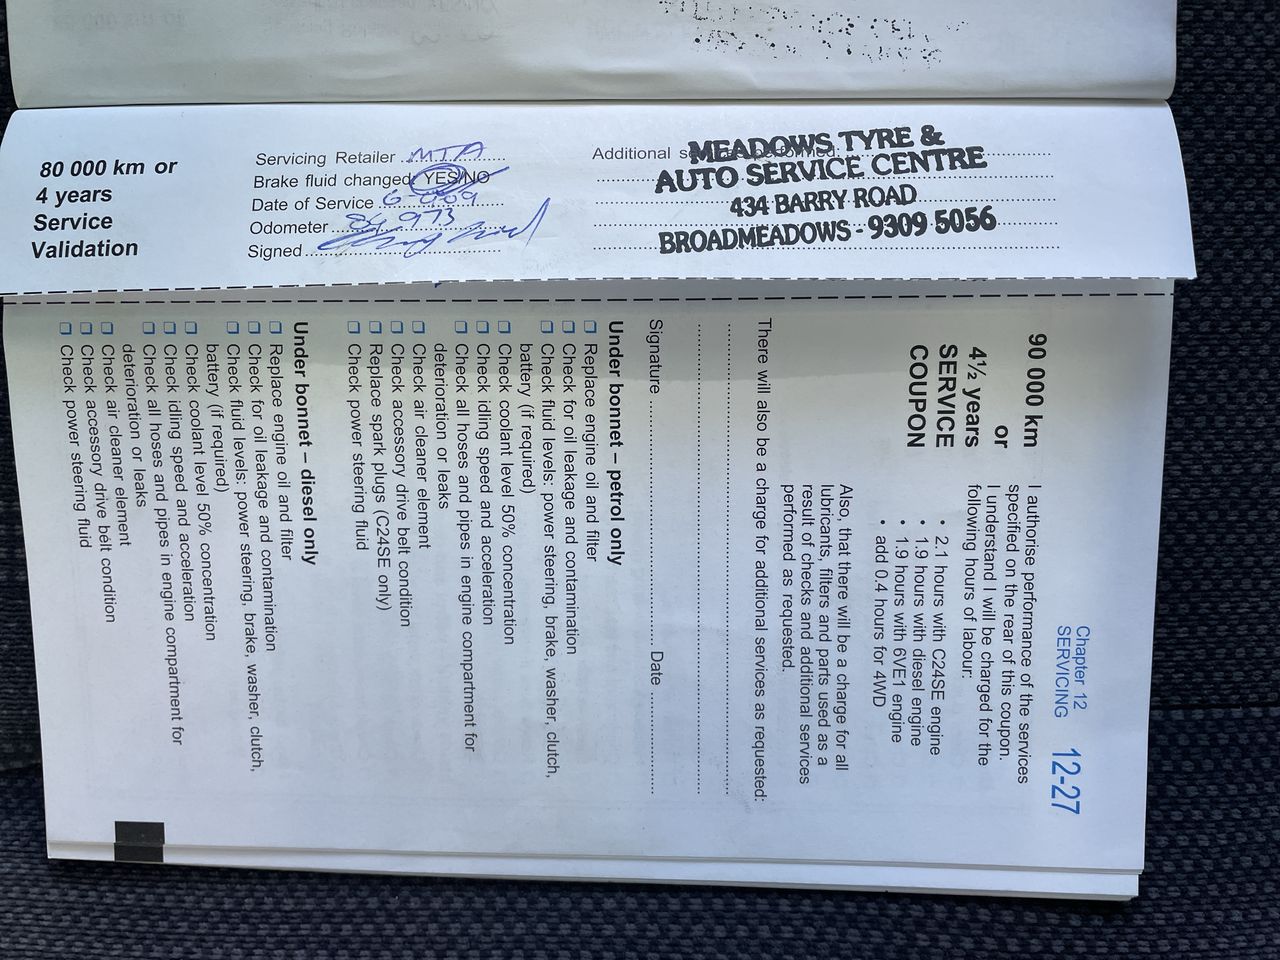 80 000 km or
4 years
Service
Validation
Servicing Retailer MTA
Brake fluid changed YES/NO
Date of Service
Odometer 84,973
Signed
Additional
MEADOWS TYRE &
AUTO SERVICE CENTRE
434 BARRY ROAD
BROADMEADOWS - 9309 5056
Chapter 12
SERVICING 12-27
90 000 km
or
4½ years
SERVICE
COUPON
I authorise performance of the services
specified on the rear of this coupon.
I understand I will be charged for the
following hours of labour:
• 2.1 hours with C24SE engine
• 1.9 hours with diesel engine
• 1.9 hours with 6VE1 engine
• add 0.4 hours for 4WD
Also, that there will be a charge for all
lubricants, filters and parts used as a
result of checks and additional services
performed as requested.
There will also be a charge for additional services as requested:
Signature Date
Under bonnet – petrol only
❑ Replace engine oil and filter
❑ Check for oil leakage and contamination
❑ Check fluid levels: power steering, brake, washer, clutch,
battery (if required)
❑ Check coolant level 50% concentration
❑ Check idling speed and acceleration
❑ Check all hoses and pipes in engine compartment for
deterioration or leaks
❑ Check air cleaner element
❑ Check accessory drive belt condition
❑ Replace spark plugs (C24SE only)
❑ Check power steering fluid
Under bonnet – diesel only
❑ Replace engine oil and filter
❑ Check for oil leakage and contamination
❑ Check fluid levels: power steering, brake, washer, clutch,
battery (if required)
❑ Check coolant level 50% concentration
❑ Check idling speed and acceleration
❑ Check all hoses and pipes in engine compartment for
deterioration or leaks
❑ Check air cleaner element
❑ Check accessory drive belt condition
❑ Check power steering fluid